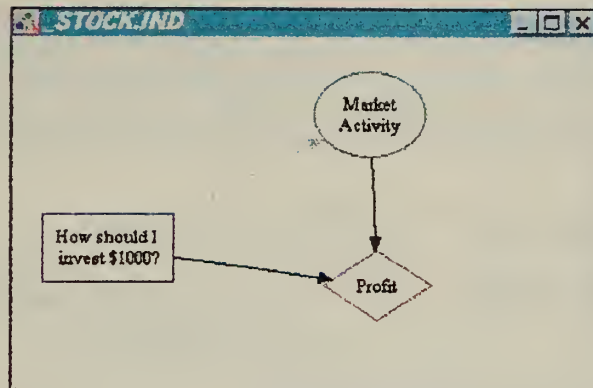 STOCK.IND
Market
Activity
How should I
invest $1000?
Profit